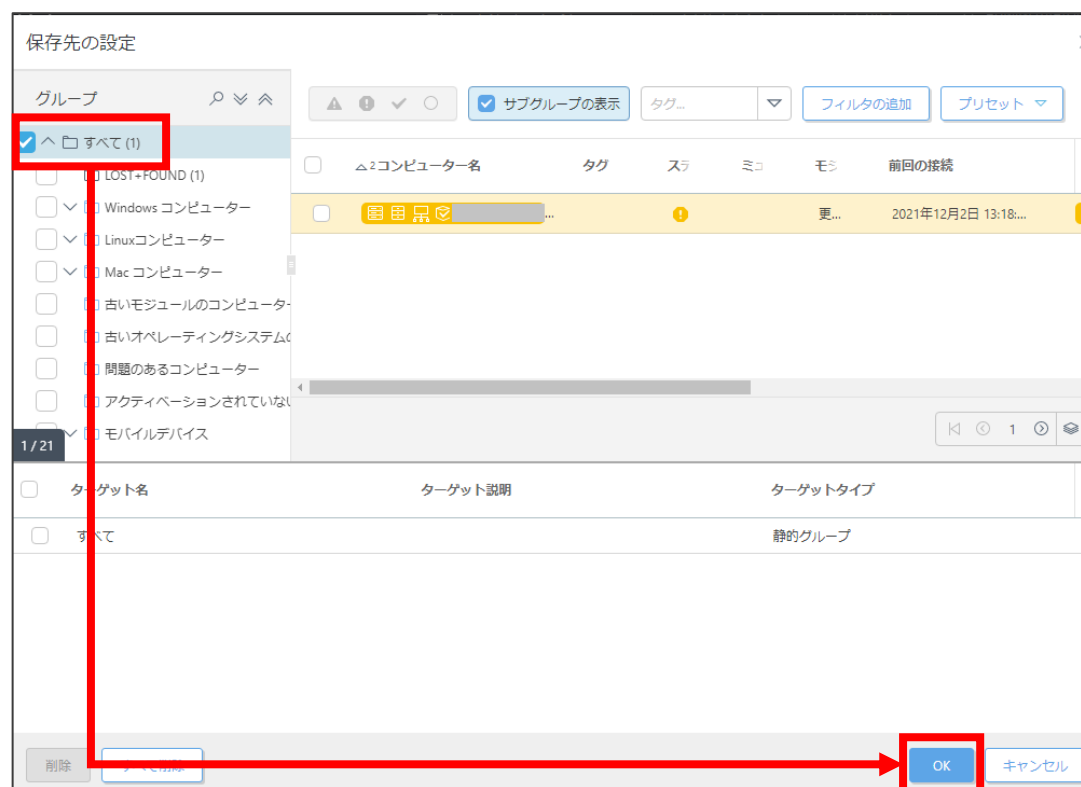 保存先の設定
グループ
サブグループの表示
タグ...
フィルタの追加
プリセット
すべて (1)
2 コンピューター名 タグ ス ミ モ 前回の接続
LOST+FOUND (1)
Windows コンピューター
... 更... 2021年12月2日 13:18:...
Linuxコンピューター
Mac コンピューター
古いモジュールのコンピューター
古いオペレーティングシステムの
問題のあるコンピューター
アクティベーションされていない
モバイルデバイス
1
1 / 21
ターゲット名 ターゲット説明 ターゲットタイプ
すべて 静的グループ
削除
OK
キャンセル